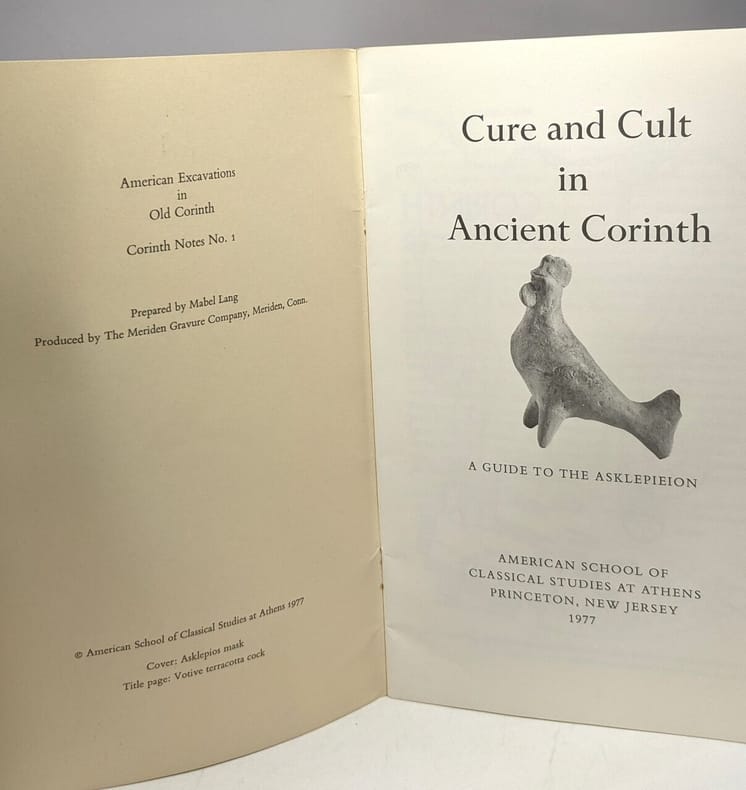 American Excavations
in
Old Corinth
Corinth Notes No. 1
Prepared by Mabel Lang
Produced by The Meriden Gravure Company, Meriden, Conn.
© American School of Classical Studies at Athens 1977
Cover: Asklepios mask
Title page: Votive terracotta cock
Cure and Cult
in
Ancient Corinth
A GUIDE TO THE ASKLEPIEION
AMERICAN SCHOOL OF
CLASSICAL STUDIES AT ATHENS
PRINCETON, NEW JERSEY
1977